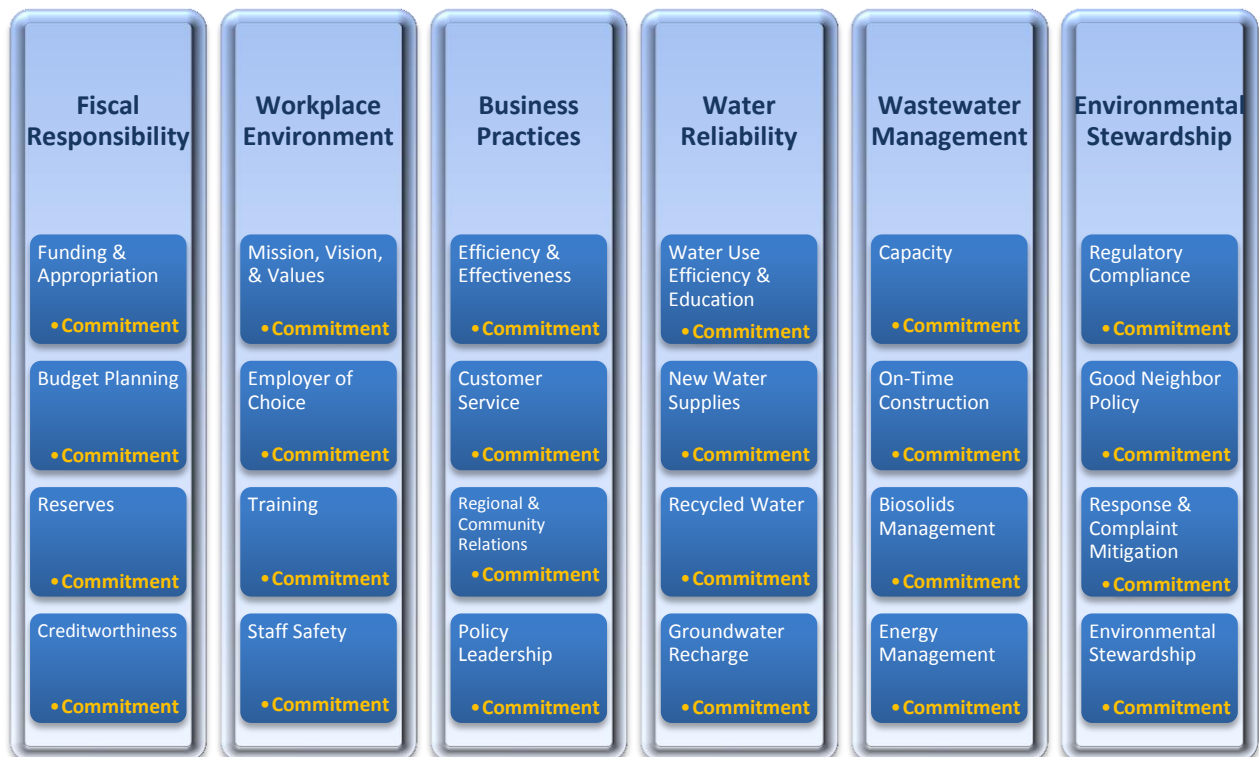 Fiscal
Responsibility
Funding &
Appropriation
•Commitment
Budget Planning
•Commitment
Reserves
•Commitment
Creditworthiness
•Commitment
Workplace
Environment
Mission, Vision,
& Values
•Commitment
Employer of
Choice
•Commitment
Training
•Commitment
Staff Safety
•Commitment
Business
Practices
Efficiency &
Effectiveness
•Commitment
Customer
Service
•Commitment
Regional &
Community
Relations
•Commitment
Policy
Leadership
•Commitment
Water
Reliability
Water Use
Efficiency &
Education
•Commitment
New Water
Supplies
•Commitment
Recycled Water
•Commitment
Groundwater
Recharge
•Commitment
Wastewater
Management
Capacity
•Commitment
On-Time
Construction
•Commitment
Biosolids
Management
•Commitment
Energy
Management
•Commitment
Environmental
Stewardship
Regulatory
Compliance
•Commitment
Good Neighbor
Policy
•Commitment
Response &
Complaint
Mitigation
•Commitment
Environmental
Stewardship
•Commitment